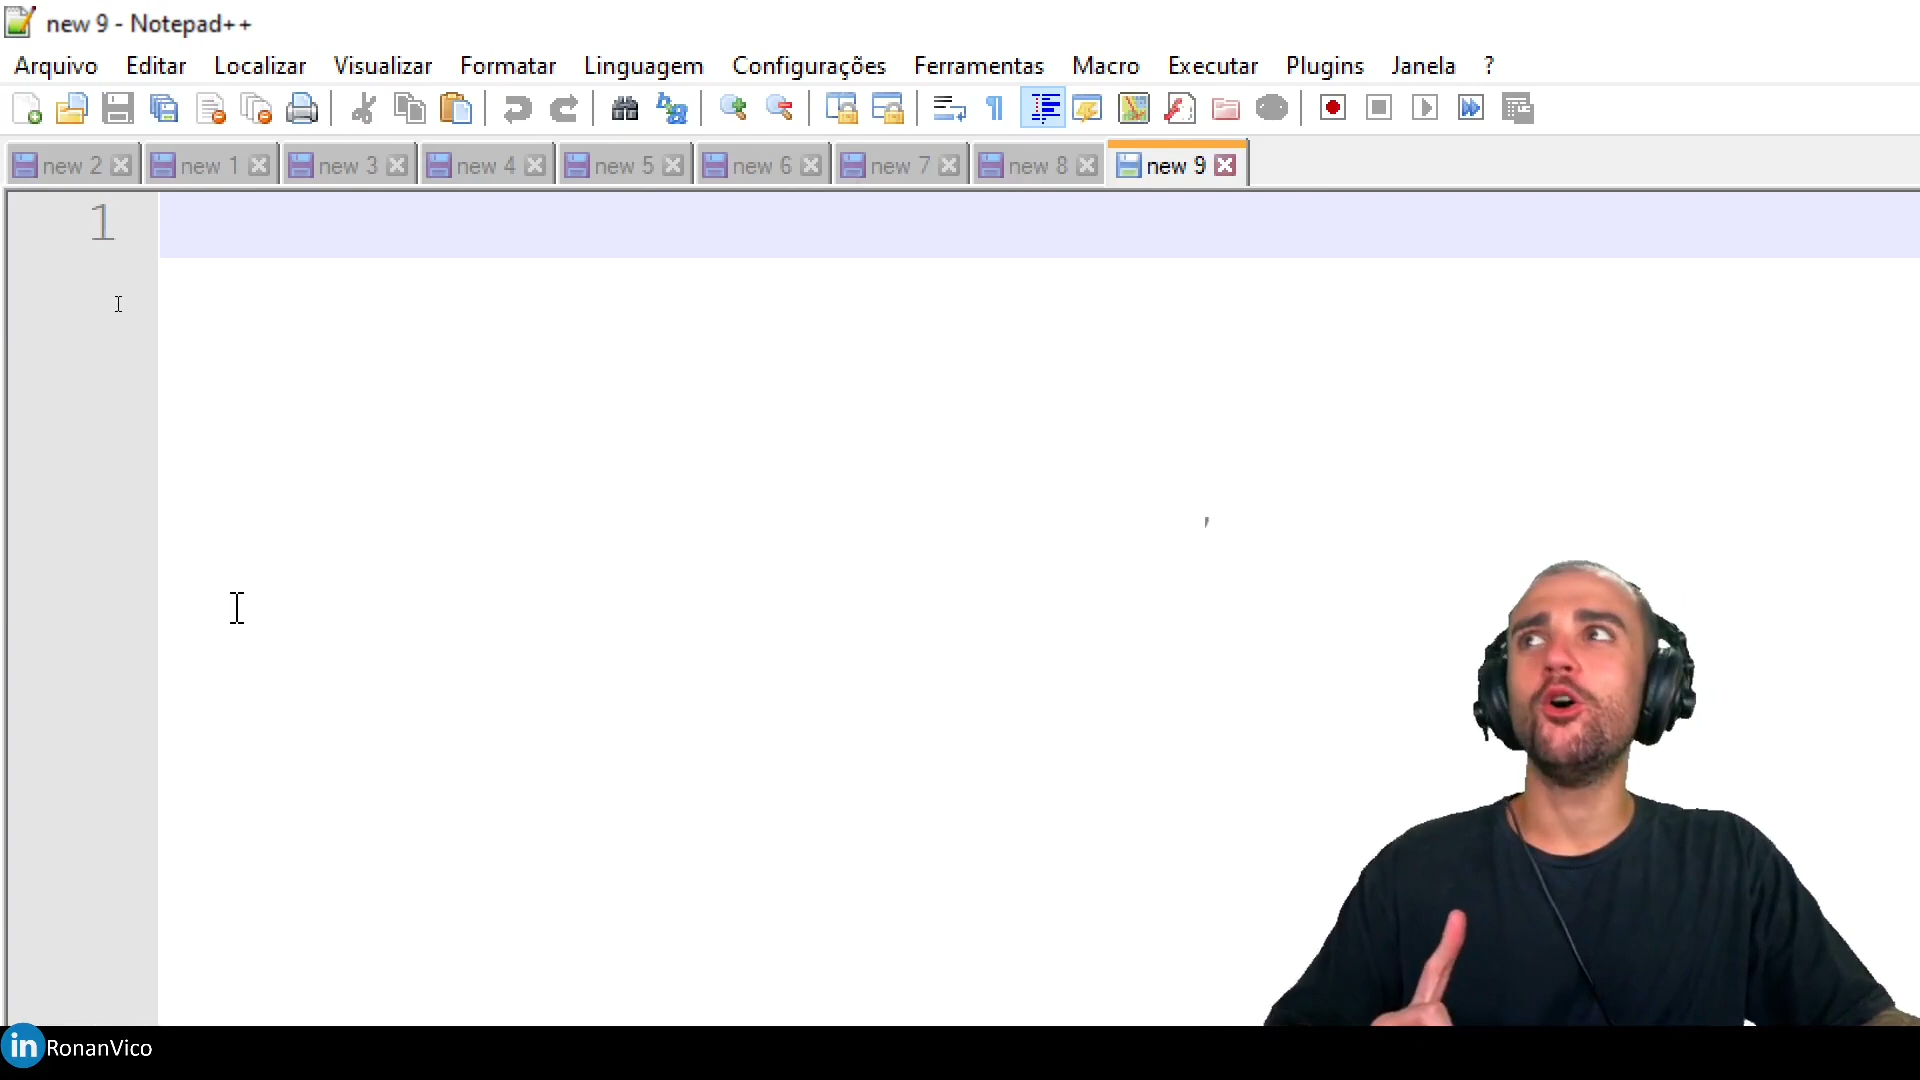 new 9 - Notepad++
Arquivo Editar Localizar Visualizar Formatar Linguagem Configurações Ferramentas Macro Executar Plugins Janela ?
new 2 new 1 new 3 new 4 new 5 new 6 new 7 new 8 new 9
1
in RonanVico